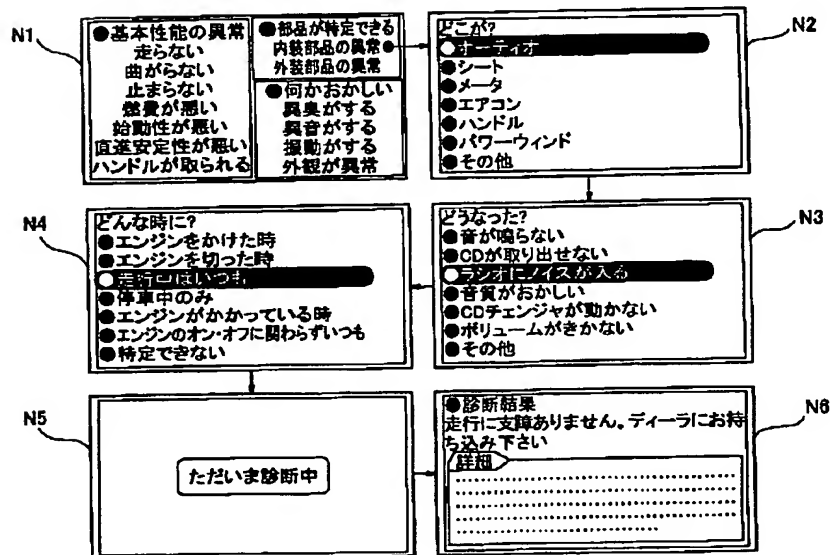 N1
●基本性能の異常
走らない
曲がらない
止まらない
燃費が悪い
始動性が悪い
直進安定性が悪い
ハンドルが取られる
●部品が特定できる
内装部品の異常●
外装部品の異常
●何かおかしい
異臭がする
異音がする
振動がする
外観が異常
N2
どこが?
○オーディオ
●シート
●メータ
●エアコン
●ハンドル
●パワーウィンド
●その他
N3
どうなった?
●音が鳴らない
●CDが取り出せない
○ラジオにノイズが入る
●音質がおかしい
●CDチェンジャが動かない
●ボリュームがきかない
●その他
N4
どんな時に?
●エンジンをかけた時
●エンジンを切った時
○走行中はいつも
●停車中のみ
●エンジンがかかっている時
●エンジンのオン・オフに関わらずいつも
●特定できない
N5
ただいま診断中
N6
●診断結果
走行に支障ありません。ディーラにお持
ち込み下さい
詳細